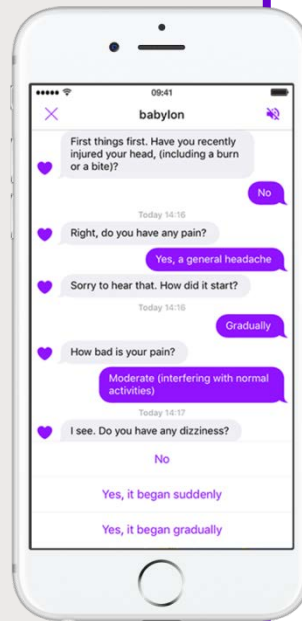 09:41
babylon
First things first. Have you recently
injured your head, (including a burn
or a bite)?
No
Today 14:16
Right, do you have any pain?
Yes, a general headache
Sorry to hear that. How did it start?
Today 14:16
Gradually
How bad is your pain?
Moderate (interfering with normal
activities)
Today 14:17
I see. Do you have any dizziness?
No
Yes, it began suddenly
Yes, it began gradually